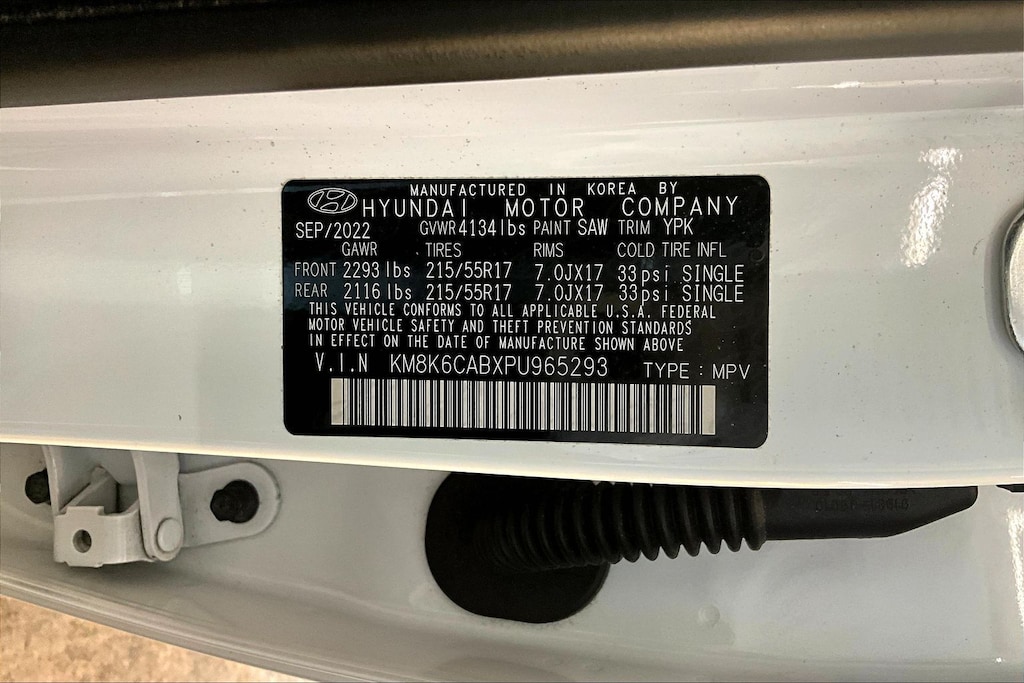 MANUFACTURED IN KOREA BY
HYUNDAI MOTOR COMPANY
SEP/2022 GVWR 4134 lbs PAINT SAW TRIM YPK
GAWR TIRES RIMS COLD TIRE INFL
FRONT 2293 lbs 215/55R17 7.0JX17 33psi SINGLE
REAR 2116 lbs 215/55R17 7.0JX17 33psi SINGLE
THIS VEHICLE CONFORMS TO ALL APPLICABLE U.S.A. FEDERAL
MOTOR VEHICLE SAFETY AND THEFT PREVENTION STANDARDS
IN EFFECT ON THE DATE OF MANUFACTURE SHOWN ABOVE
V.I.N KM8K6CABXPU965293 TYPE : MPV